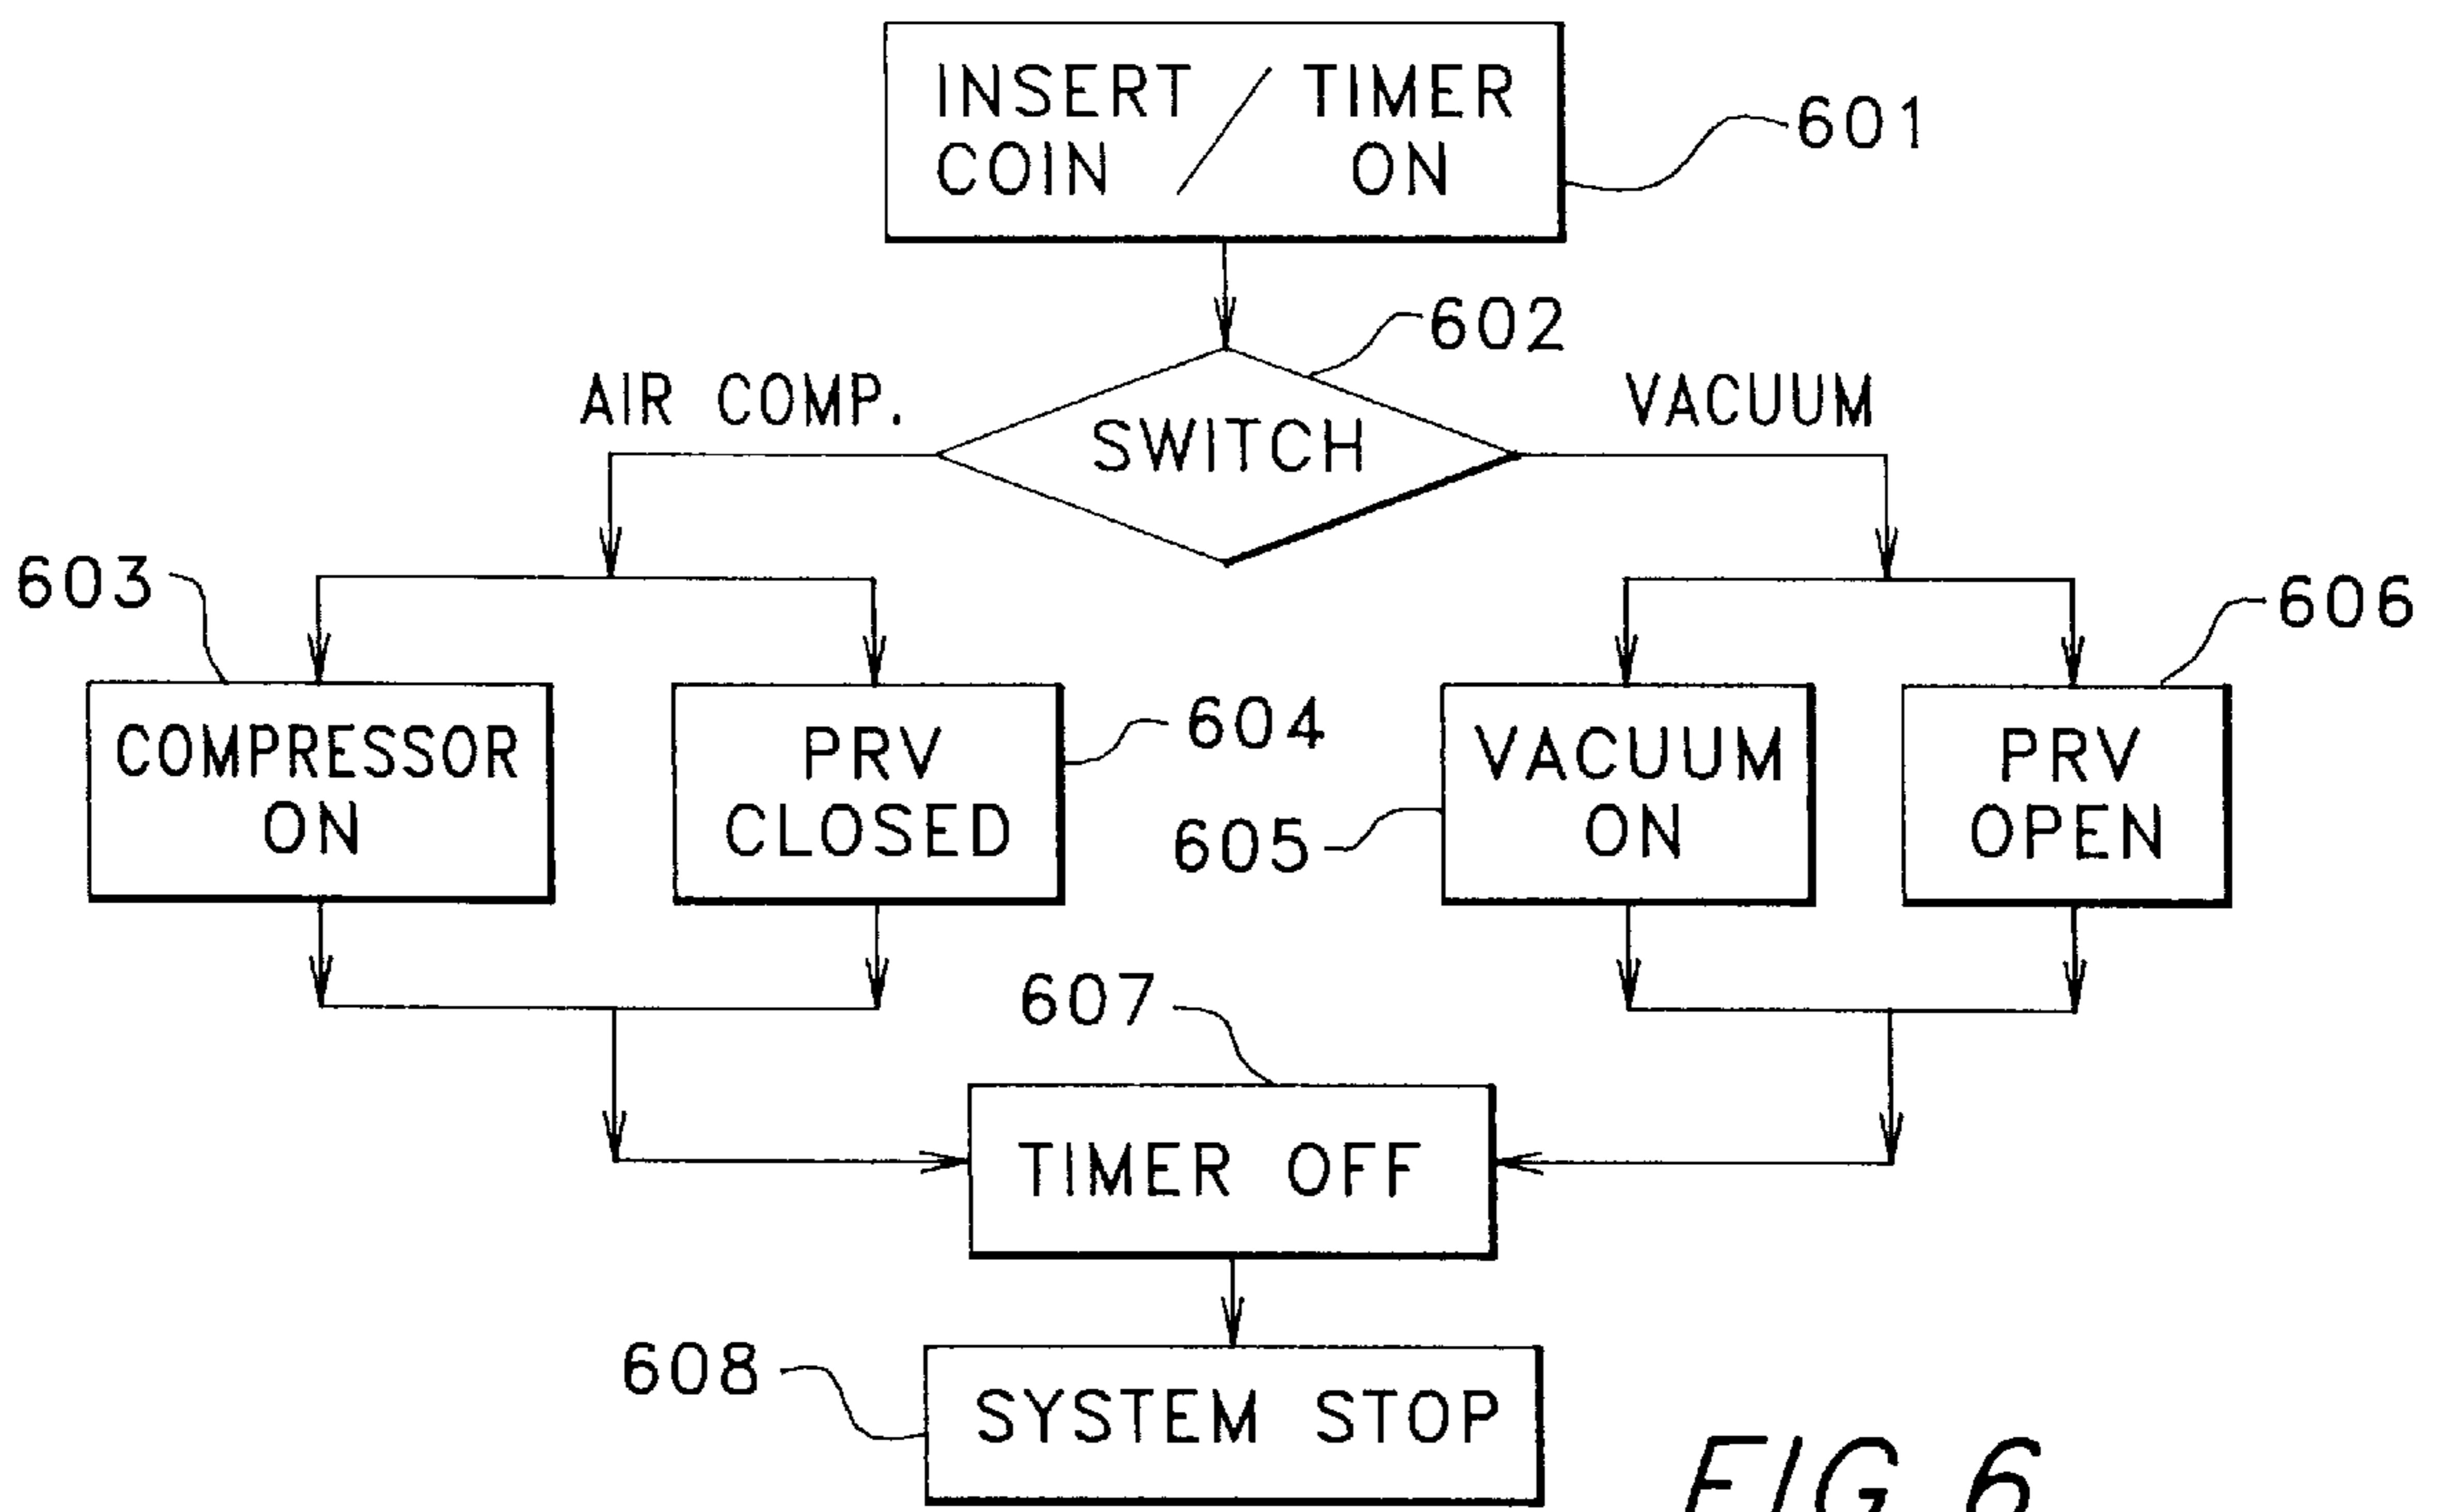 INSERT / TIMER
COIN ON
601
602
AIR COMP.
VACUUM
SWITCH
603
606
COMPRESSOR
ON
PRV
CLOSED
604
605
VACUUM
ON
PRV
OPEN
607
TIMER OFF
608
SYSTEM STOP
FIG 6